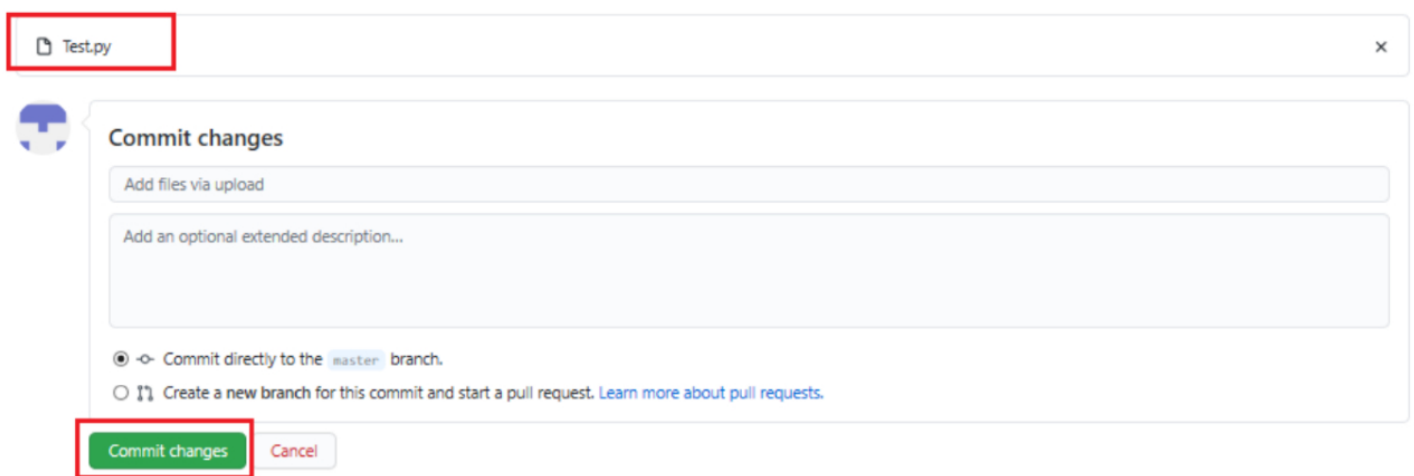 Test.py
Commit changes
Add files via upload
Add an optional extended description...
Commit directly to the master branch.
Create a new branch for this commit and start a pull request. Learn more about pull requests.
Commit changes Cancel